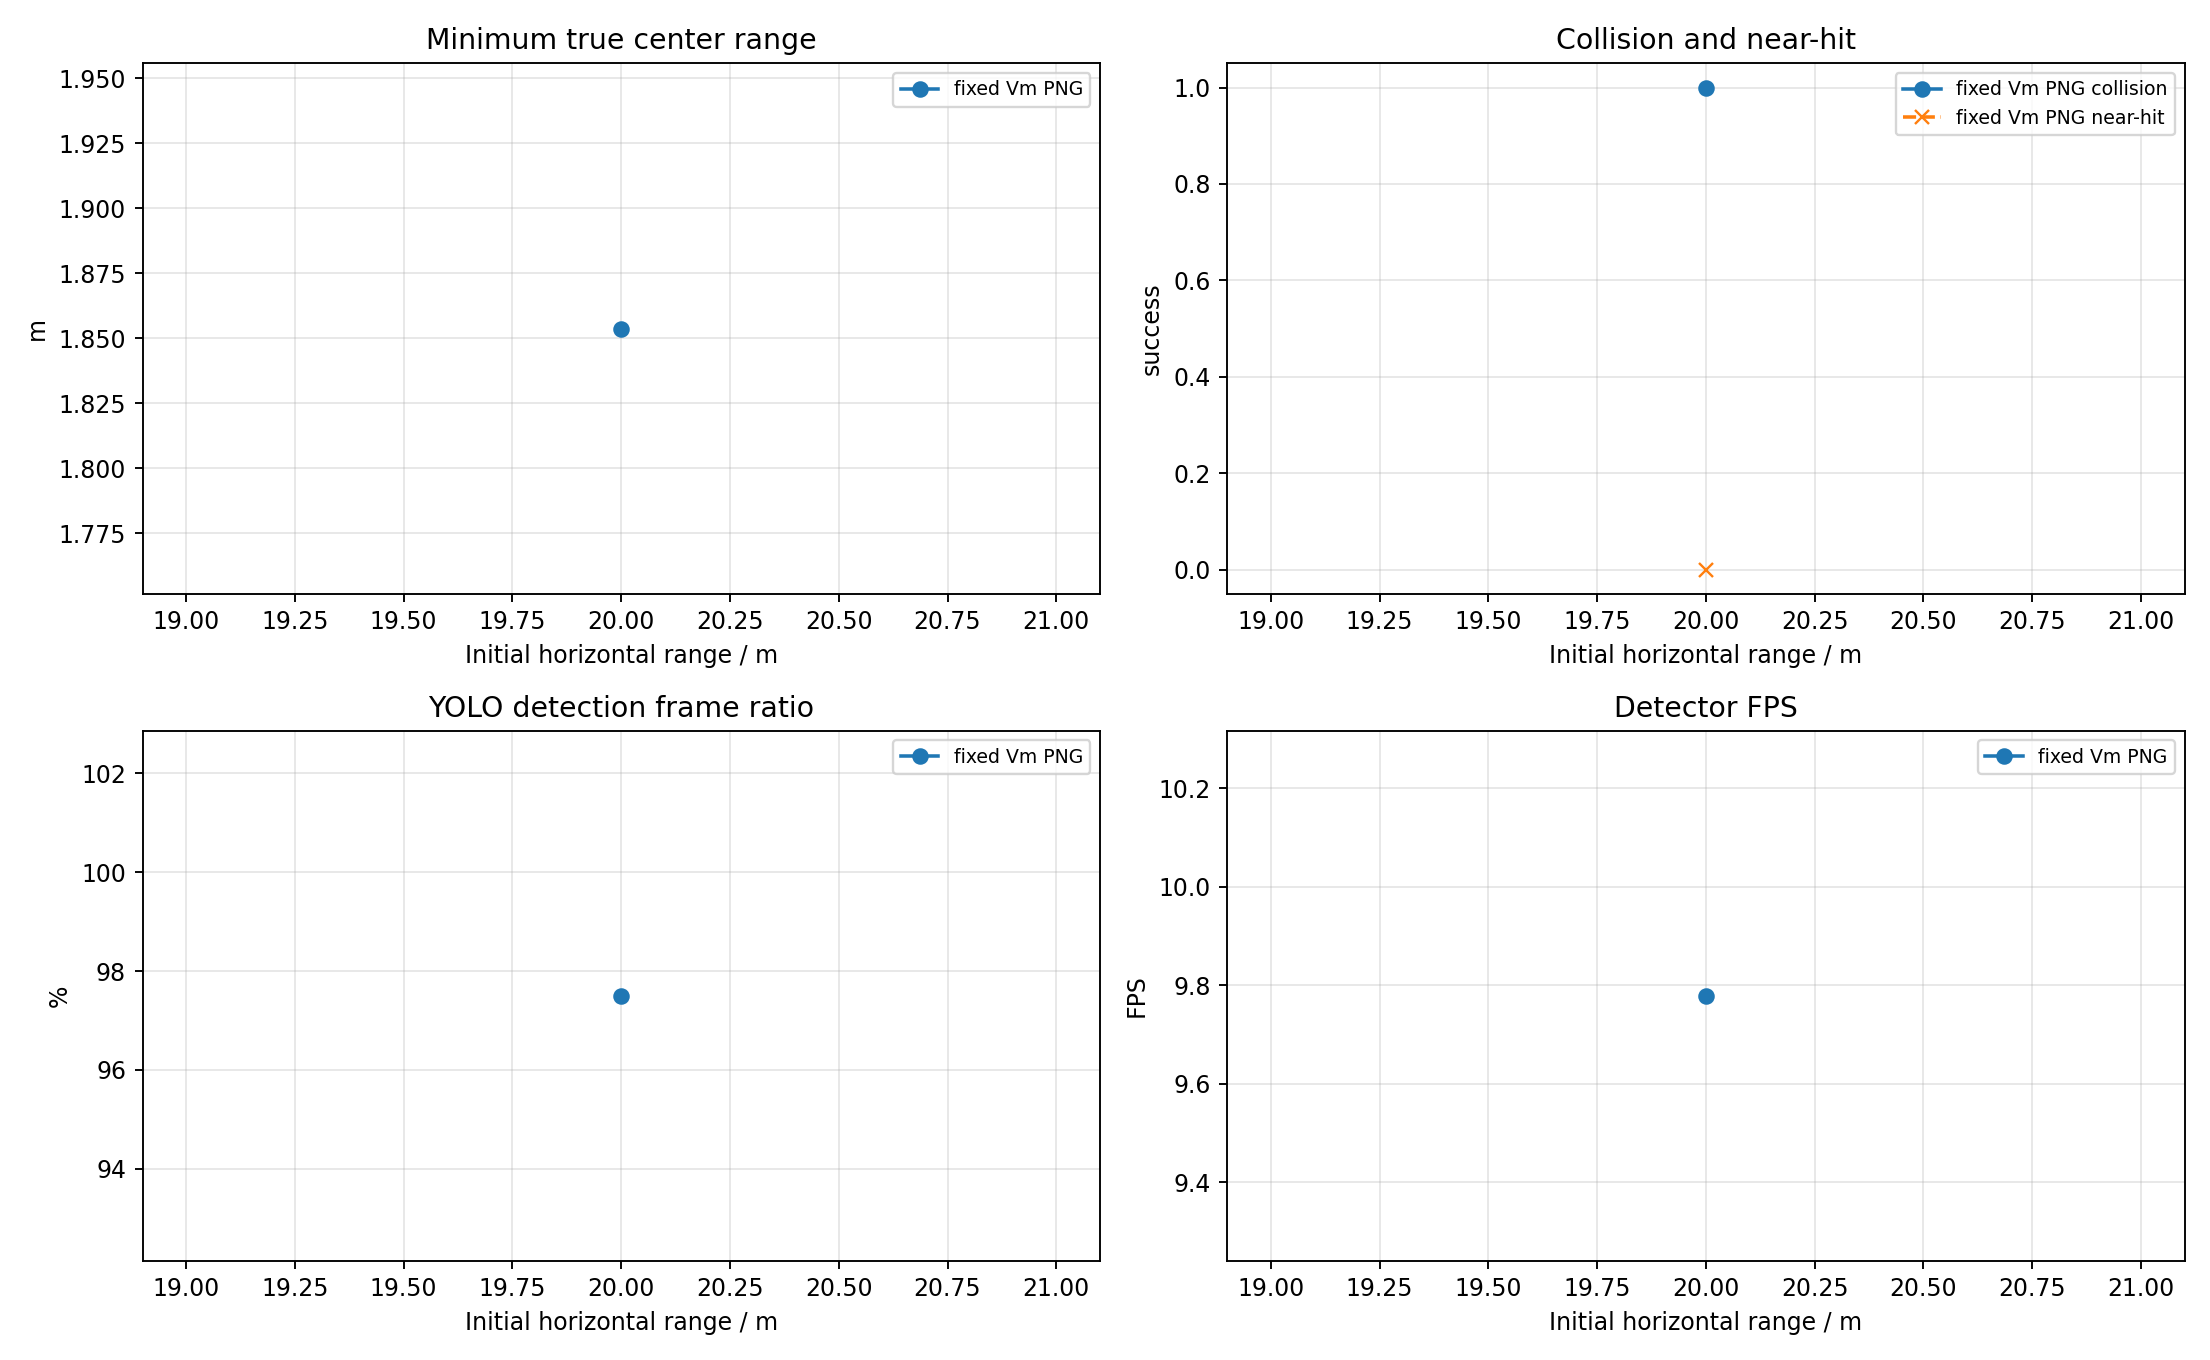 Minimum true center range
1.950
1.925
1.900
1.875
1.850
1.825
1.800
1.775
m
fixed Vm PNG
19.00 19.25 19.50 19.75 20.00 20.25 20.50 20.75 21.00
Initial horizontal range / m
Collision and near-hit
1.0
0.8
0.6
0.4
0.2
0.0
success
fixed Vm PNG collision
fixed Vm PNG near-hit
19.00 19.25 19.50 19.75 20.00 20.25 20.50 20.75 21.00
Initial horizontal range / m
YOLO detection frame ratio
102
100
98
96
94
%
fixed Vm PNG
19.00 19.25 19.50 19.75 20.00 20.25 20.50 20.75 21.00
Initial horizontal range / m
Detector FPS
10.2
10.0
9.8
9.6
9.4
FPS
fixed Vm PNG
19.00 19.25 19.50 19.75 20.00 20.25 20.50 20.75 21.00
Initial horizontal range / m